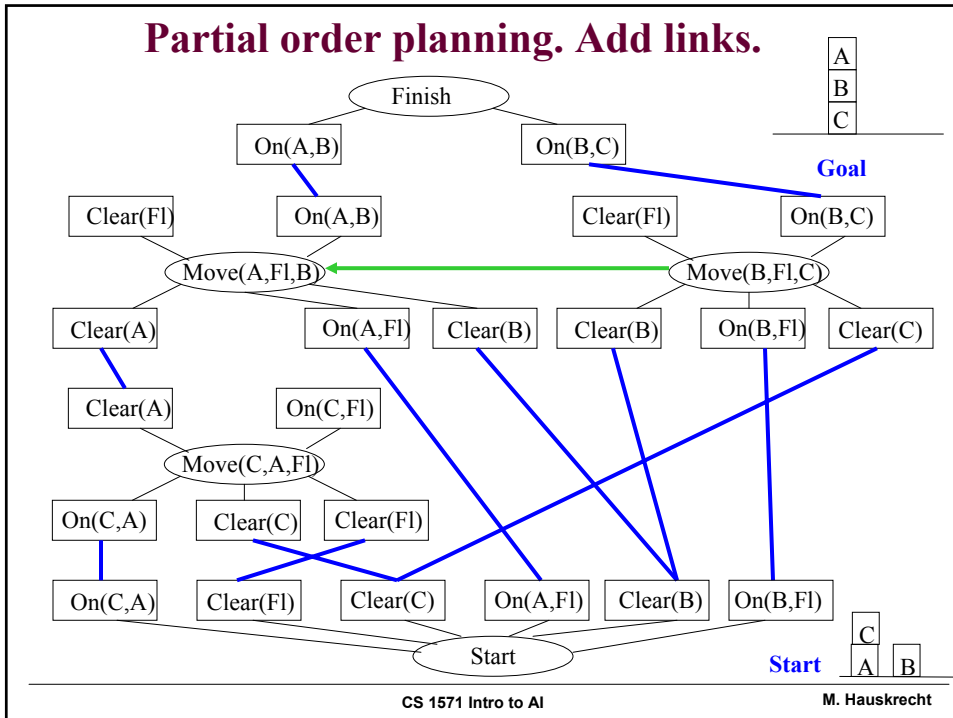 Partial order planning. Add links.
A
B
C
Finish
On(A,B)
On(B,C)
Goal
Clear(Fl)
On(A,B)
Clear(Fl)
On(B,C)
Move(A,Fl,B)
Move(B,Fl,C)
Clear(A)
On(A,Fl)
Clear(B)
Clear(B)
On(B,Fl)
Clear(C)
Clear(A)
On(C,Fl)
Move(C,A,Fl)
On(C,A)
Clear(C)
Clear(Fl)
On(C,A)
Clear(Fl)
Clear(C)
On(A,Fl)
Clear(B)
On(B,Fl)
Start
Start
C
A
B
CS 1571 Intro to AI
M. Hauskrecht